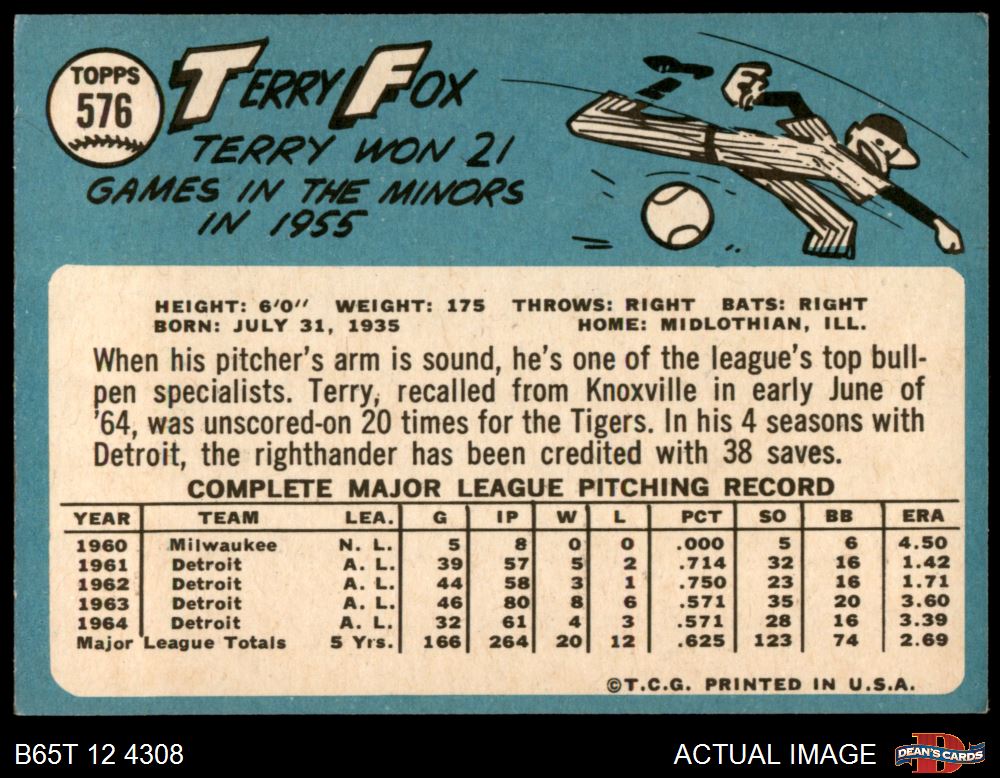 TOPPS
576
TERRY FOX
TERRY WON 21
GAMES IN THE MINORS
IN 1955
HEIGHT: 6'0" WEIGHT: 175 THROWS: RIGHT BATS: RIGHT
BORN: JULY 31, 1935 HOME: MIDLOTHIAN, ILL.
When his pitcher's arm is sound, he's one of the league's top bull-
pen specialists. Terry, recalled from Knoxville in early June of
'64, was unscored-on 20 times for the Tigers. In his 4 seasons with
Detroit, the righthander has been credited with 38 saves.
COMPLETE MAJOR LEAGUE PITCHING RECORD
YEAR TEAM LEA. G IP W L PCT SO BB ERA
1960 Milwaukee N. L. 5 8 0 0 .000 5 6 4.50
1961 Detroit A. L. 39 57 5 2 .714 32 16 1.42
1962 Detroit A. L. 44 58 3 1 .750 23 16 1.71
1963 Detroit A. L. 46 80 8 6 .571 35 20 3.60
1964 Detroit A. L. 32 61 4 3 .571 28 16 3.39
Major League Totals 5 Yrs. 166 264 20 12 .625 123 74 2.69
©T.C.G. PRINTED IN U.S.A.
B65T 12 4308
ACTUAL IMAGE
D
DEAN'S CARDS